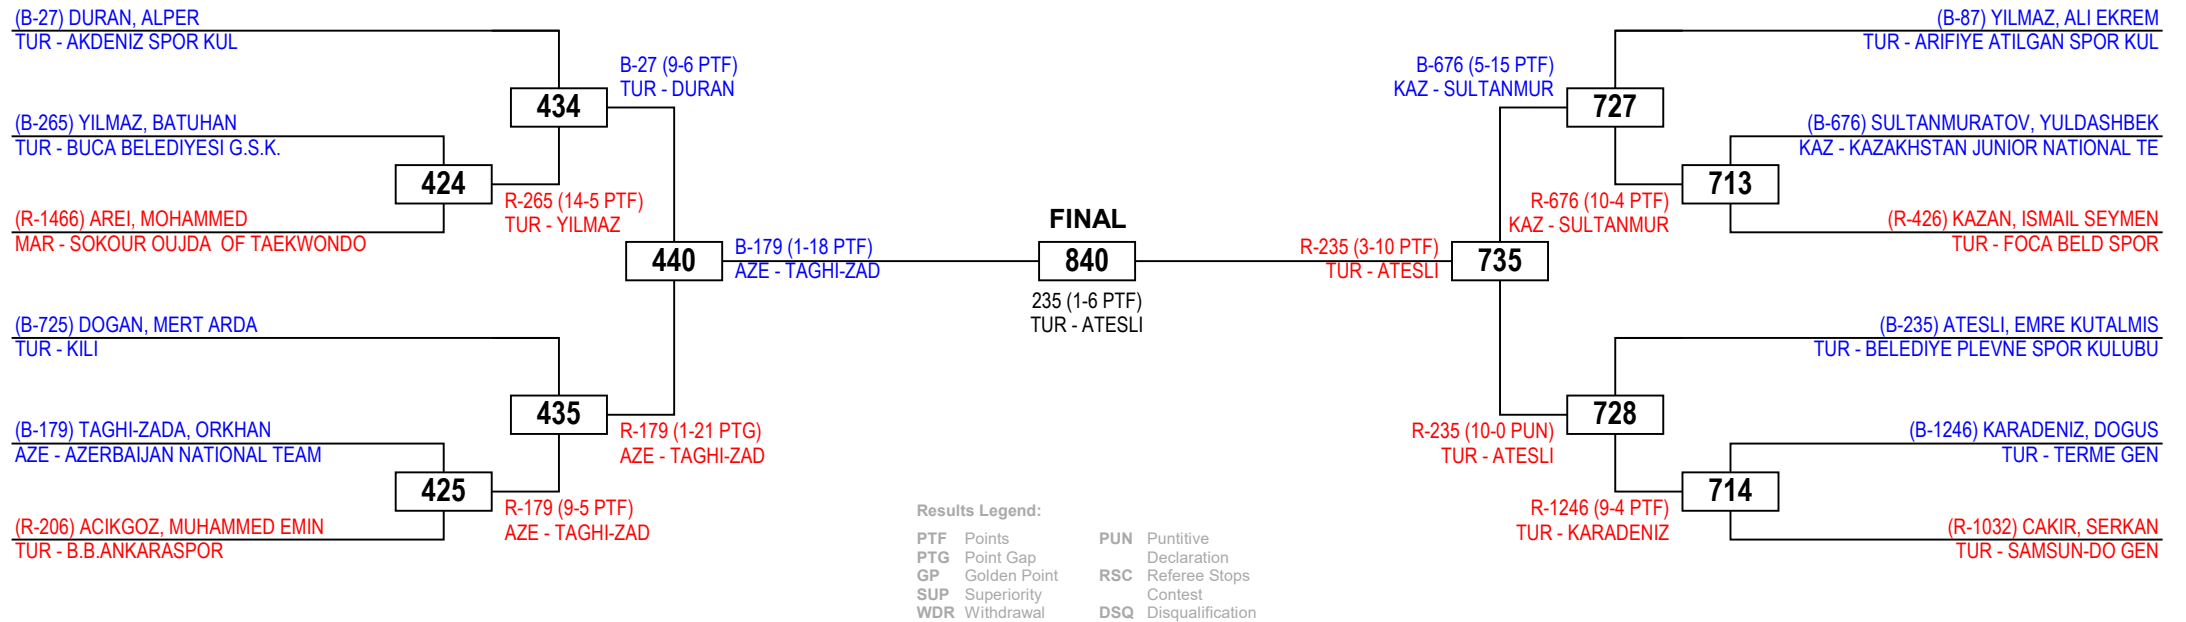 (B-27) DURAN, ALPER
TUR - AKDENIZ SPOR KUL
(B-265) YILMAZ, BATUHAN
TUR - BUCA BELEDIYESI G.S.K.
(R-1466) AREI, MOHAMMED
MAR - SOKOUR OUJDA  OF TAEKWONDO
(B-725) DOGAN, MERT ARDA
TUR - KILI
(B-179) TAGHI-ZADA, ORKHAN
AZE - AZERBAIJAN NATIONAL TEAM
(R-206) ACIKGOZ, MUHAMMED EMIN
TUR - B.B.ANKARASPOR
424
R-265 (14-5 PTF)
TUR - YILMAZ
425
R-179 (9-5 PTF)
AZE - TAGHI-ZAD
434
B-27 (9-6 PTF)
TUR - DURAN
435
R-179 (1-21 PTG)
AZE - TAGHI-ZAD
440
B-179 (1-18 PTF)
AZE - TAGHI-ZAD
FINAL
840
235 (1-6 PTF)
TUR - ATESLI
R-235 (3-10 PTF)
TUR - ATESLI
735
B-676 (5-15 PTF)
KAZ - SULTANMUR
727
R-235 (10-0 PUN)
TUR - ATESLI
728
R-676 (10-4 PTF)
KAZ - SULTANMUR
713
R-1246 (9-4 PTF)
TUR - KARADENIZ
714
(B-87) YILMAZ, ALI EKREM
TUR - ARIFIYE ATILGAN SPOR KUL
(B-676) SULTANMURATOV, YULDASHBEK
KAZ - KAZAKHSTAN JUNIOR NATIONAL TE
(R-426) KAZAN, ISMAIL SEYMEN
TUR - FOCA BELD SPOR
(B-235) ATESLI, EMRE KUTALMIS
TUR - BELEDIYE PLEVNE SPOR KULUBU
(B-1246) KARADENIZ, DOGUS
TUR - TERME GEN
(R-1032) CAKIR, SERKAN
TUR - SAMSUN-DO GEN
Results Legend:
PTF Points
PTG Point Gap
GP Golden Point
SUP Superiority
WDR Withdrawal
PUN Puntitive
Declaration
RSC Referee Stops
Contest
DSQ Disqualification